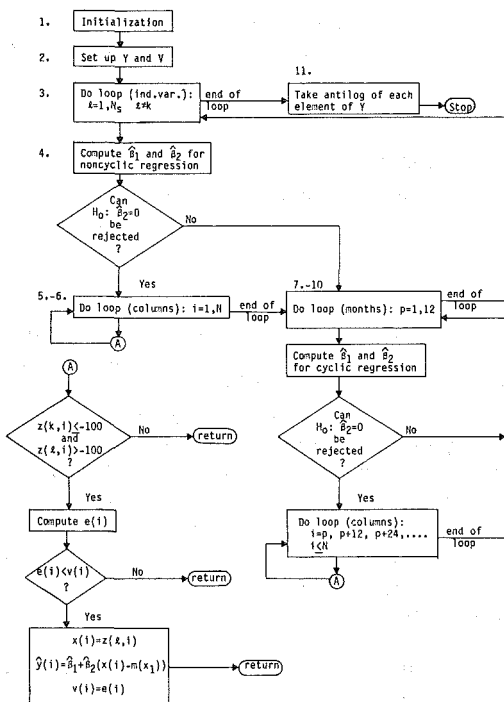 1.
Initialization
2.
Set up Y and V
3.
Do loop (ind.var.):
ℓ=1,Nₛ ℓ≠k
end of
loop
11.
Take antilog of each
element of Y
Stop
4.
Compute β̂₁ and β̂₂ for
noncyclic regression
Can
H₀: β̂₂=0
be
rejected
?
No
Yes
5.-6.
Do loop (columns): i=1,N
end of
loop
A
7.-10
Do loop (months): p=1,12
end of
loop
Compute β̂₁ and β̂₂
for cyclic regression
Can
H₀: β̂₂=0
be
rejected
?
No
Yes
Do loop (columns):
i=p, p+12, p+24,....
i≤N
end of
loop
A
A
z(k,i)≤-100
and
z(ℓ,i)>-100
?
No
return
Yes
Compute e(i)
e(i)<v(i)
?
No
return
Yes
x(i)=z(ℓ,i)
ŷ(i)=β̂₁+β̂₂(x(i)-m(x₁))
v(i)=e(i)
return